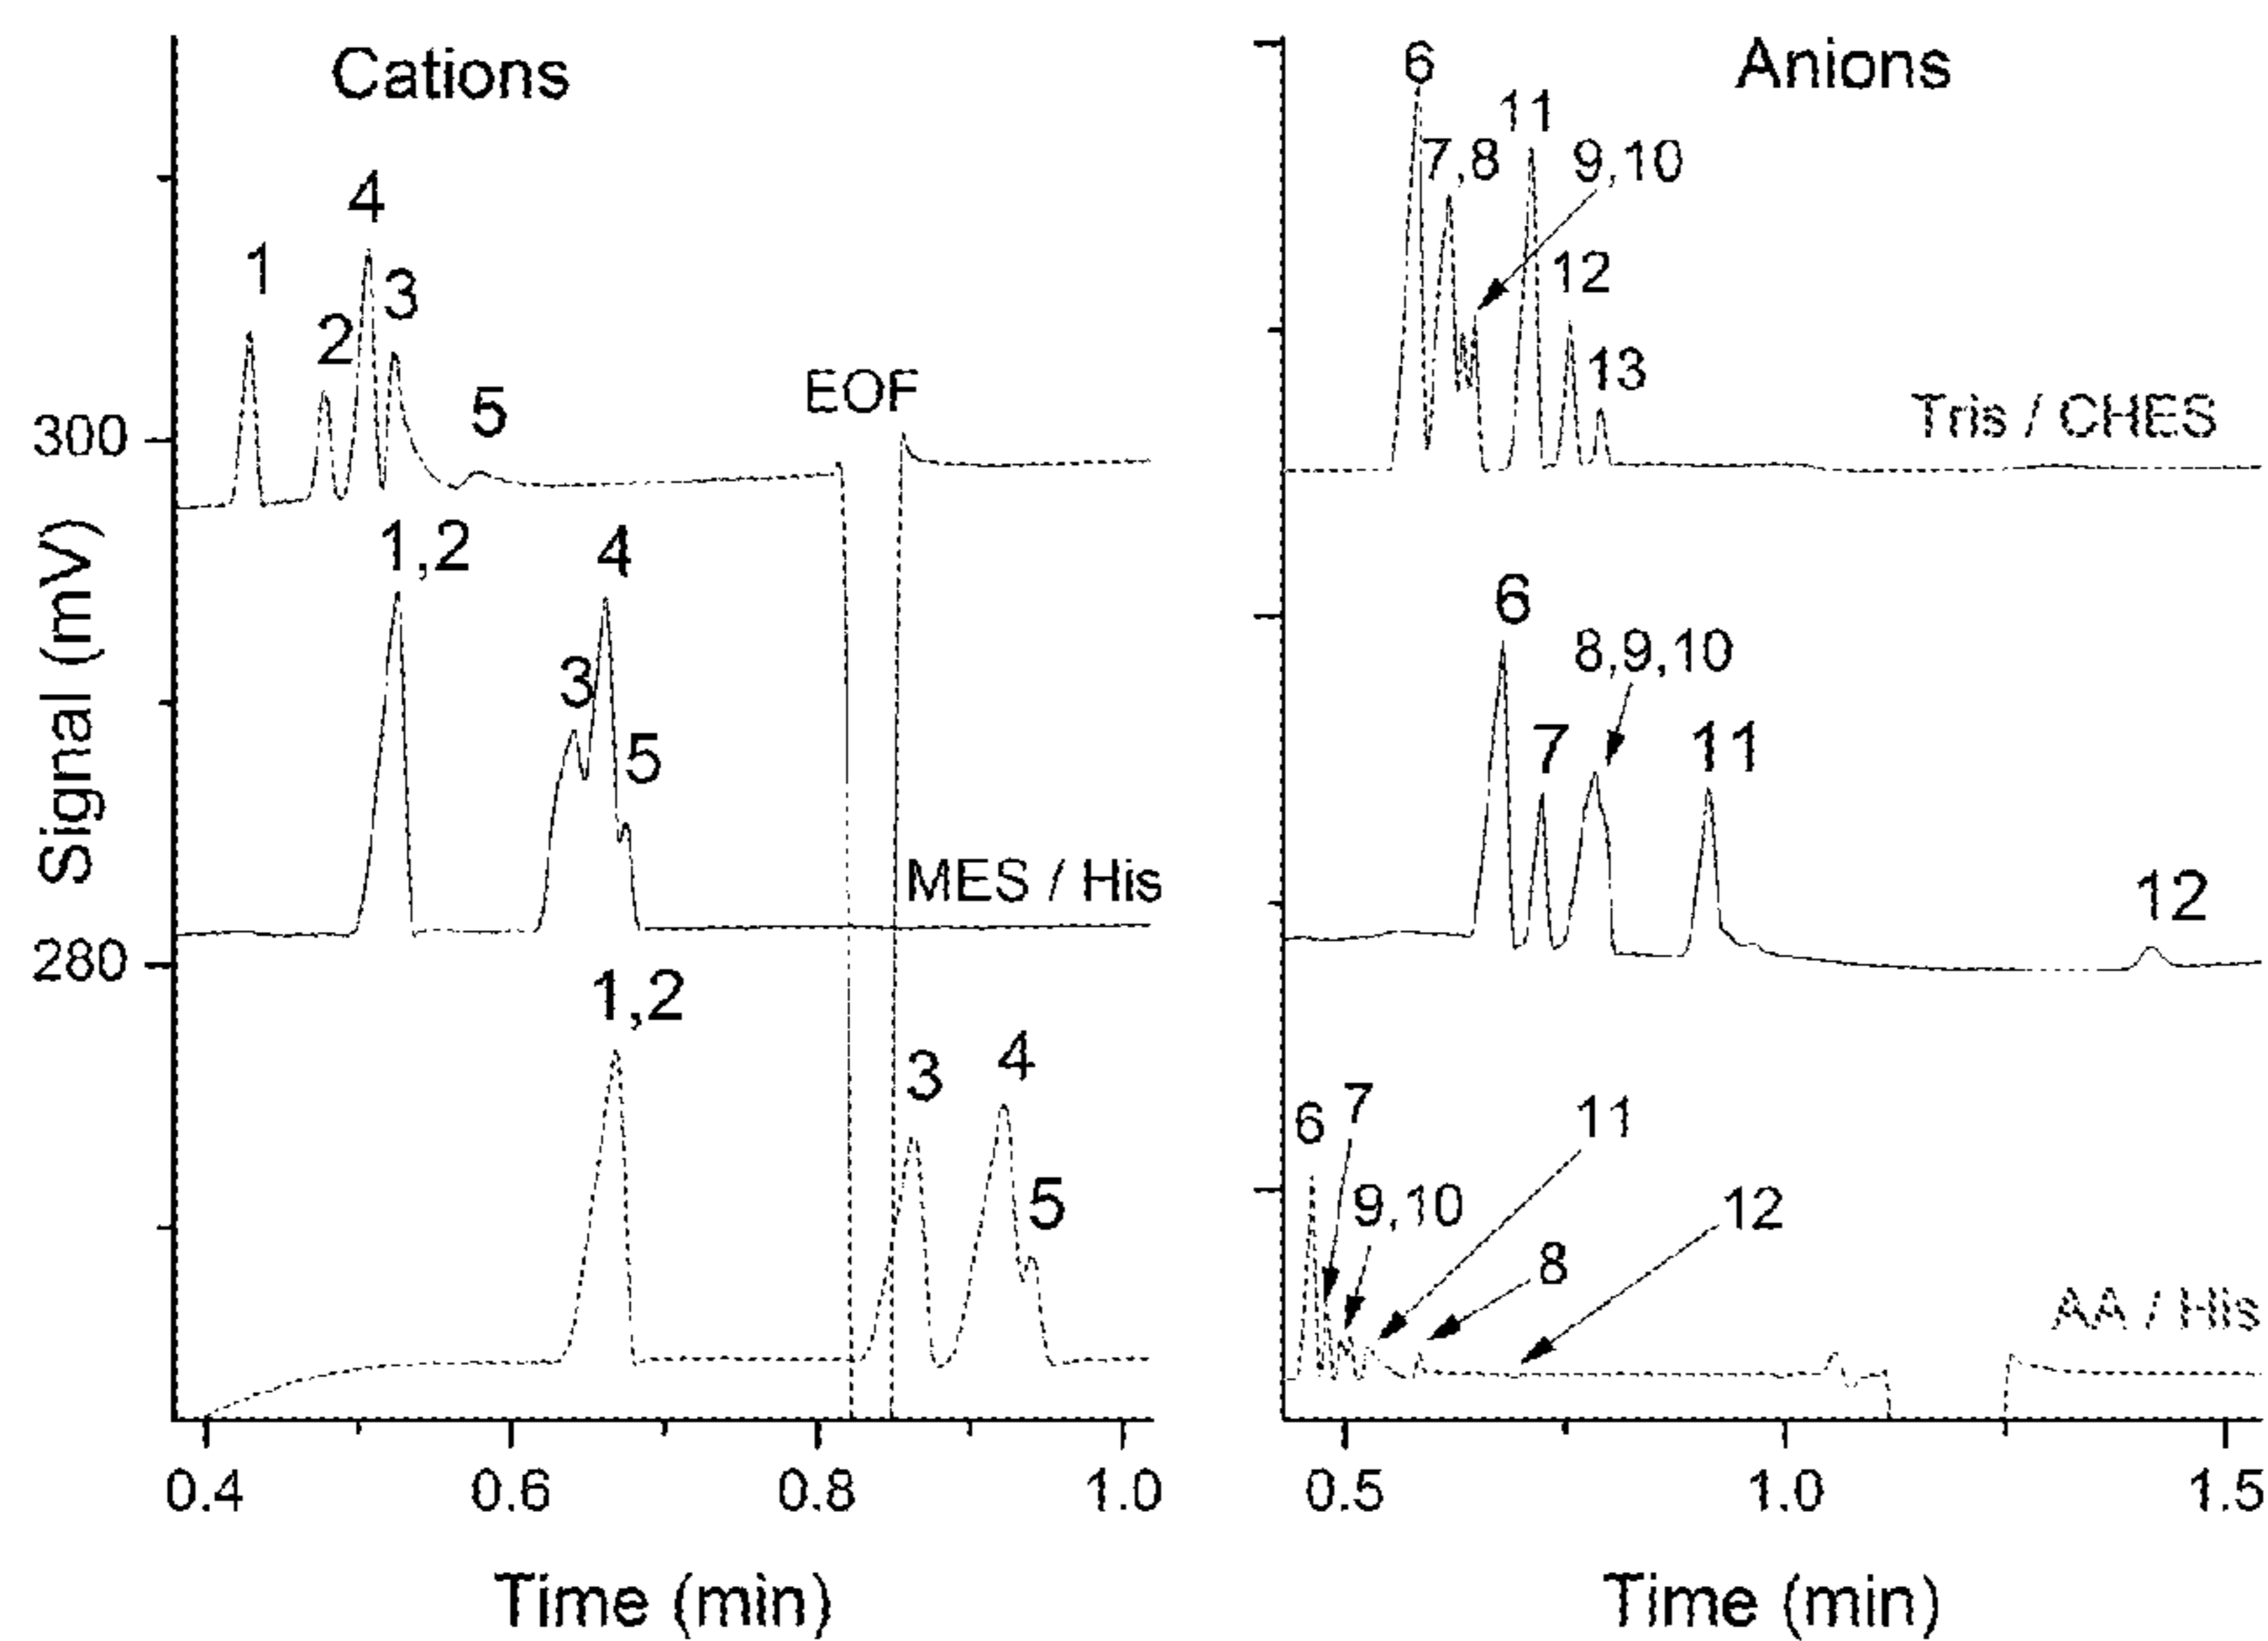 Cations
4
1
3
2
5
EOF
300
1,2
4
3
5
MES / His
280
1,2
3
4
5
Signal (mV)
0.4 0.6 0.8 1.0
Time (min)
Anions
6
11
7,8
9,10
12
13
Tris / CHES
6
8,9,10
7
11
12
6
7
11
9,10
12
8
AA / His
0.5 1.0 1.5
Time (min)